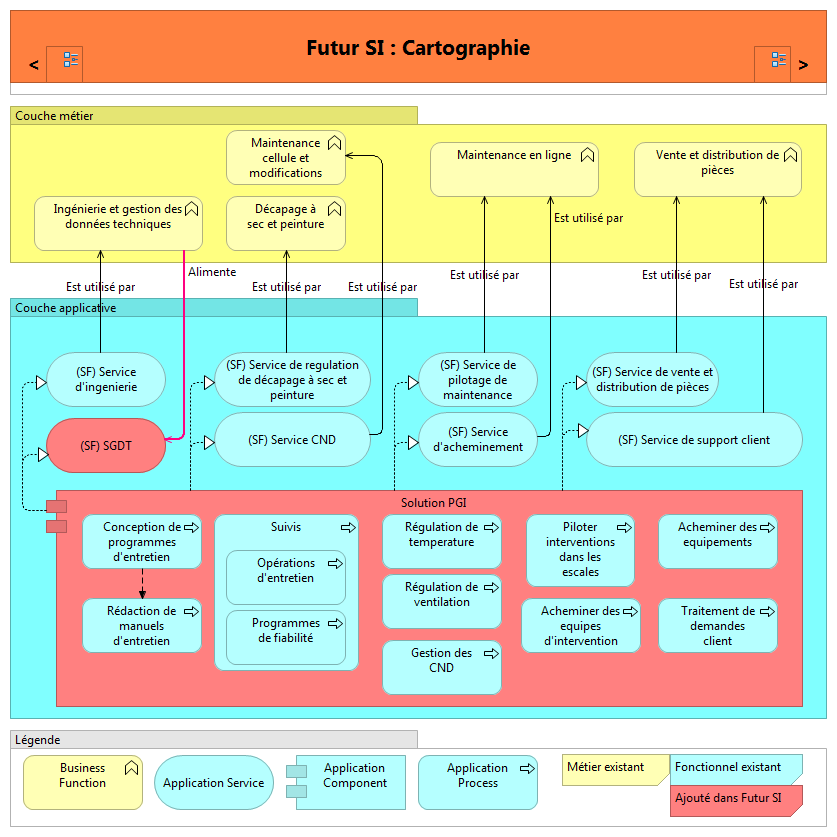 Futur SI : Cartographie
<
>
Couche métier
Maintenance
cellule et
modifications
Maintenance en ligne
Vente et distribution de
pièces
Ingénierie et gestion des
données techniques
Décapage à
sec et peinture
Est utilisé par
Alimente
Est utilisé par
Est utilisé par
Est utilisé par
Est utilisé par
Est utilisé par
Est utilisé par
Couche applicative
(SF) Service
d'ingenierie
(SF) Service de regulation
de décapage à sec et
peinture
(SF) Service de
pilotage de
maintenance
(SF) Service de vente et
distribution de pièces
(SF) SGDT
(SF) Service CND
(SF) Service
d'acheminement
(SF) Service de support client
Solution PGI
Conception de
programmes
d'entretien
Suivis
Régulation de
temperature
Piloter
interventions
dans les
escales
Acheminer des
equipements
Opérations
d'entretien
Régulation de
ventilation
Rédaction de
manuels
d'entretien
Programmes
de fiabilité
Acheminer des
equipes
d'intervention
Traitement de
demandes
client
Gestion des
CND
Légende
Business
Function
Application Service
Application
Component
Application
Process
Métier existant
Fonctionnel existant
Ajouté dans Futur SI